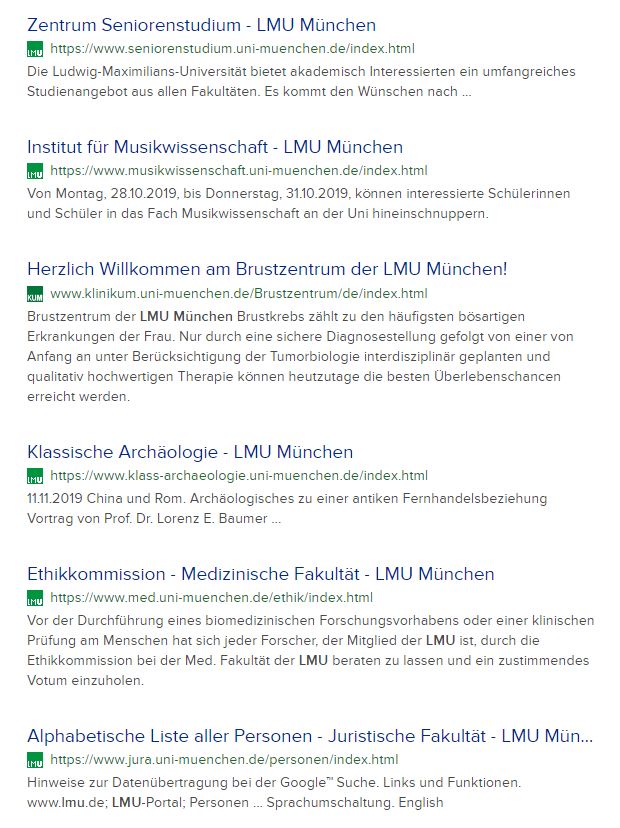 Zentrum Seniorenstudium - LMU München
LMU https://www.seniorenstudium.uni-muenchen.de/index.html
Die Ludwig-Maximilians-Universität bietet akademisch Interessierten ein umfangreiches
Studienangebot aus allen Fakultäten. Es kommt den Wünschen nach ...
Institut für Musikwissenschaft - LMU München
LMU https://www.musikwissenschaft.uni-muenchen.de/index.html
Von Montag, 28.10.2019, bis Donnerstag, 31.10.2019, können interessierte Schülerinnen
und Schüler in das Fach Musikwissenschaft an der Uni hineinschnuppern.
Herzlich Willkommen am Brustzentrum der LMU München!
KUM www.klinikum.uni-muenchen.de/Brustzentrum/de/index.html
Brustzentrum der LMU München Brustkrebs zählt zu den häufigsten bösartigen
Erkrankungen der Frau. Nur durch eine sichere Diagnosestellung gefolgt von einer von
Anfang an unter Berücksichtigung der Tumorbiologie interdisziplinär geplanten und
qualitativ hochwertigen Therapie können heutzutage die besten Überlebenschancen
erreicht werden.
Klassische Archäologie - LMU München
LMU https://www.klass-archaeologie.uni-muenchen.de/index.html
11.11.2019 China und Rom. Archäologisches zu einer antiken Fernhandelsbeziehung
Vortrag von Prof. Dr. Lorenz E. Baumer ...
Ethikkommission - Medizinische Fakultät - LMU München
LMU https://www.med.uni-muenchen.de/ethik/index.html
Vor der Durchführung eines biomedizinischen Forschungsvorhabens oder einer klinischen
Prüfung am Menschen hat sich jeder Forscher, der Mitglied der LMU ist, durch die
Ethikkommission bei der Med. Fakultät der LMU beraten zu lassen und ein zustimmendes
Votum einzuholen.
Alphabetische Liste aller Personen - Juristische Fakultät - LMU Mün...
LMU https://www.jura.uni-muenchen.de/personen/index.html
Hinweise zur Datenübertragung bei der Google™ Suche. Links und Funktionen.
www.lmu.de; LMU-Portal; Personen ... Sprachumschaltung. English